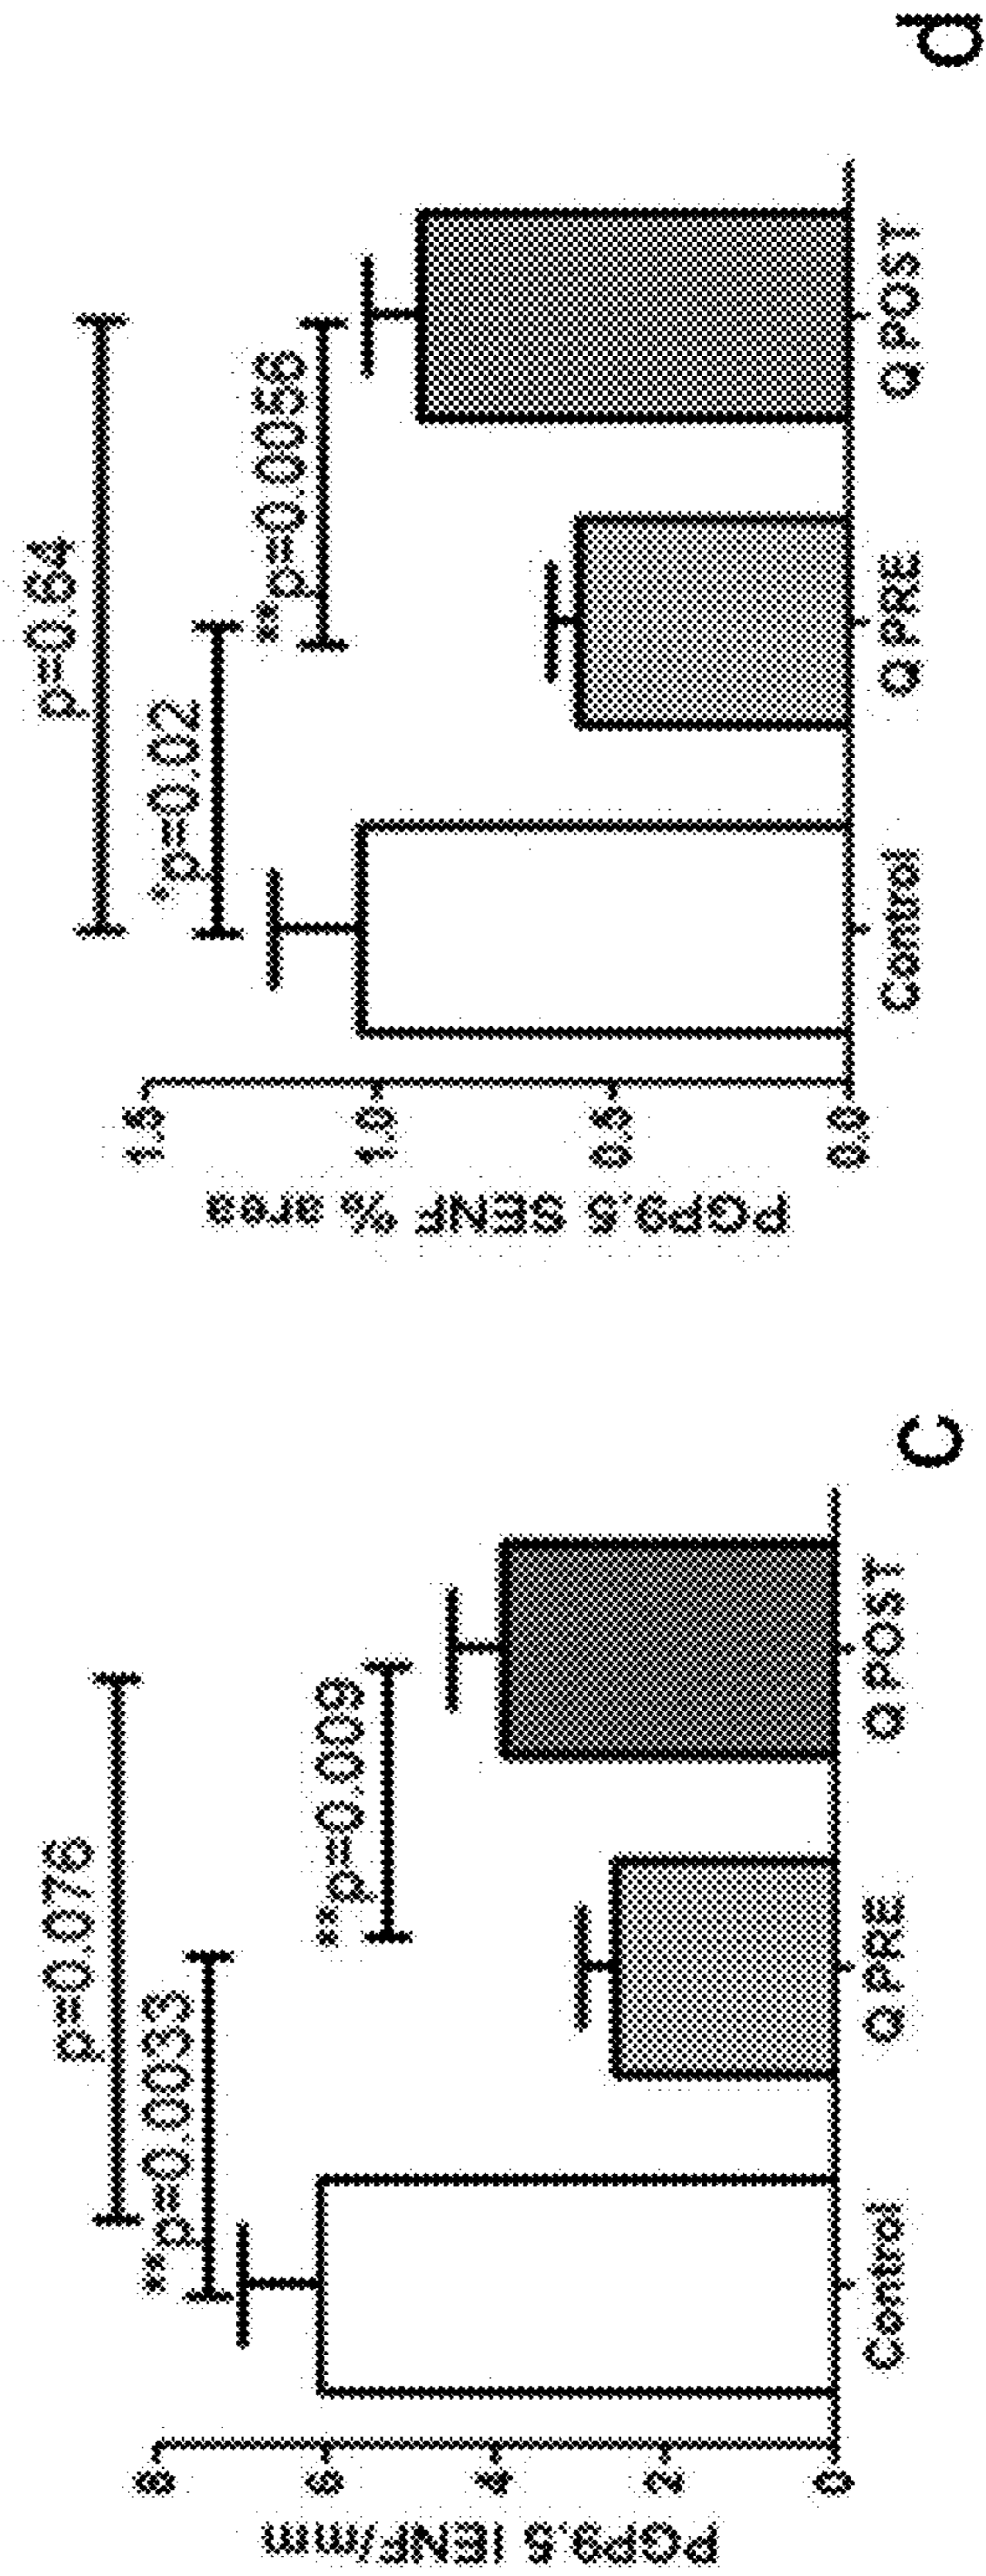 PGP9.5 IENF/mm
8
6
4
2
0
p=0.076
**p=0.0033
**p=0.009
Control
Q PRE
Q POST
c
PGP9.5 SENF % area
1.5
1.0
0.5
0.0
p=0.64
*p=0.02
**p=0.0056
Control
Q PRE
Q POST
d